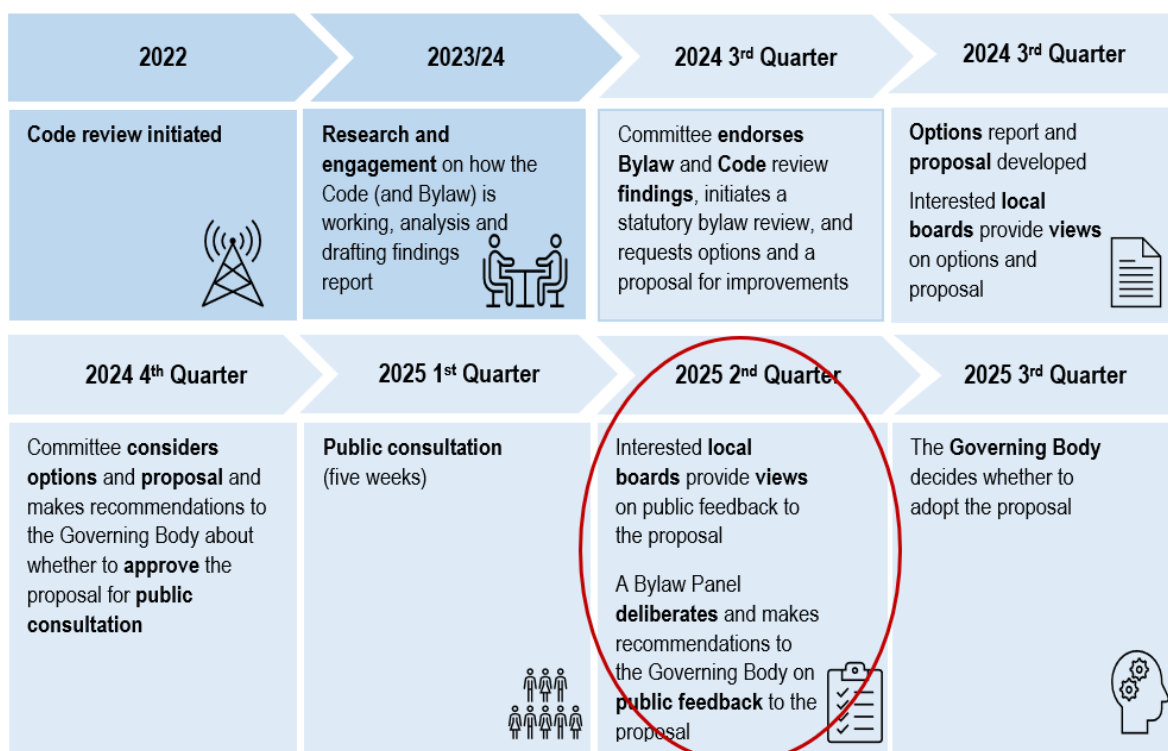 2022
2023/24
2024 3rd Quarter
2024 3rd Quarter
Code review initiated
Research and
engagement on how the
Code (and Bylaw) is
working, analysis and
drafting findings
report
Committee endorses
Bylaw and Code review
findings, initiates a
statutory bylaw review, and
requests options and a
proposal for improvements
Options report and
proposal developed
Interested local
boards provide views
on options and
proposal
2024 4th Quarter
2025 1st Quarter
2025 2nd Quarter
2025 3rd Quarter
Committee considers
options and proposal and
makes recommendations to
the Governing Body about
whether to approve the
proposal for public
consultation
Public consultation
(five weeks)
Interested local
boards provide views
on public feedback to
the proposal
A Bylaw Panel
deliberates and makes
recommendations to
the Governing Body on
public feedback to the
proposal
The Governing Body
decides whether to
adopt the proposal